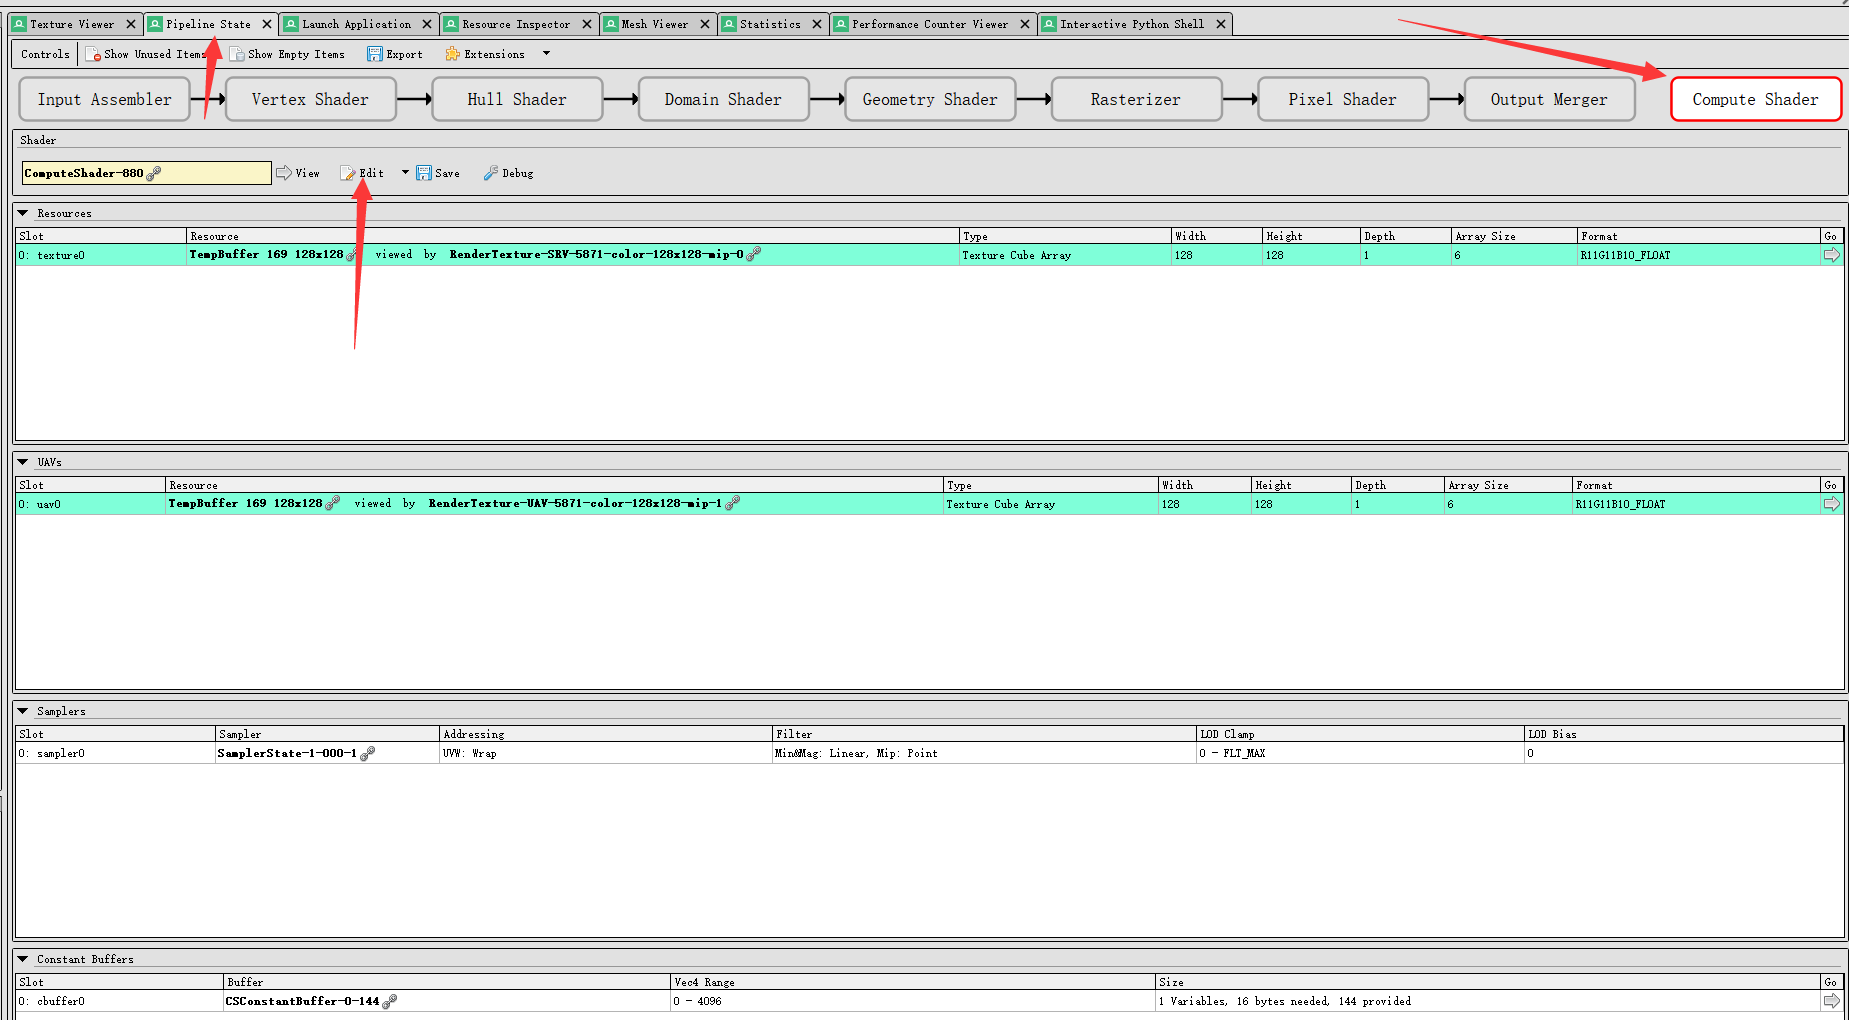 Texture Viewer Pipeline State Launch Application Resource Inspector Mesh Viewer Statistics Performance Counter Viewer Interactive Python Shell
Controls Show Unused Items Show Empty Items Export Extensions
Input Assembler Vertex Shader Hull Shader Domain Shader Geometry Shader Rasterizer Pixel Shader Output Merger Compute Shader
Shader
ComputeShader-880 View Edit Save Debug
Resources
Slot Resource Type Width Height Depth Array Size Format Go
0: texture0 TempBuffer 169 128x128 viewed by RenderTexture-SRV-5871-color-128x128-mip-0 Texture Cube Array 128 128 1 6 R11G11B10_FLOAT
UAVs
Slot Resource Type Width Height Depth Array Size Format Go
0: uav0 TempBuffer 169 128x128 viewed by RenderTexture-UAV-5871-color-128x128-mip-1 Texture Cube Array 128 128 1 6 R11G11B10_FLOAT
Samplers
Slot Sampler Addressing Filter LOD Clamp LOD Bias
0: sampler0 SamplerState-1-000-1 UVW: Wrap Min&Mag: Linear, Mip: Point 0 - FLT_MAX 0
Constant Buffers
Slot Buffer Vec4 Range Size Go
0: cbuffer0 CSConstantBuffer-0-144 0 - 4096 1 Variables, 16 bytes needed, 144 provided